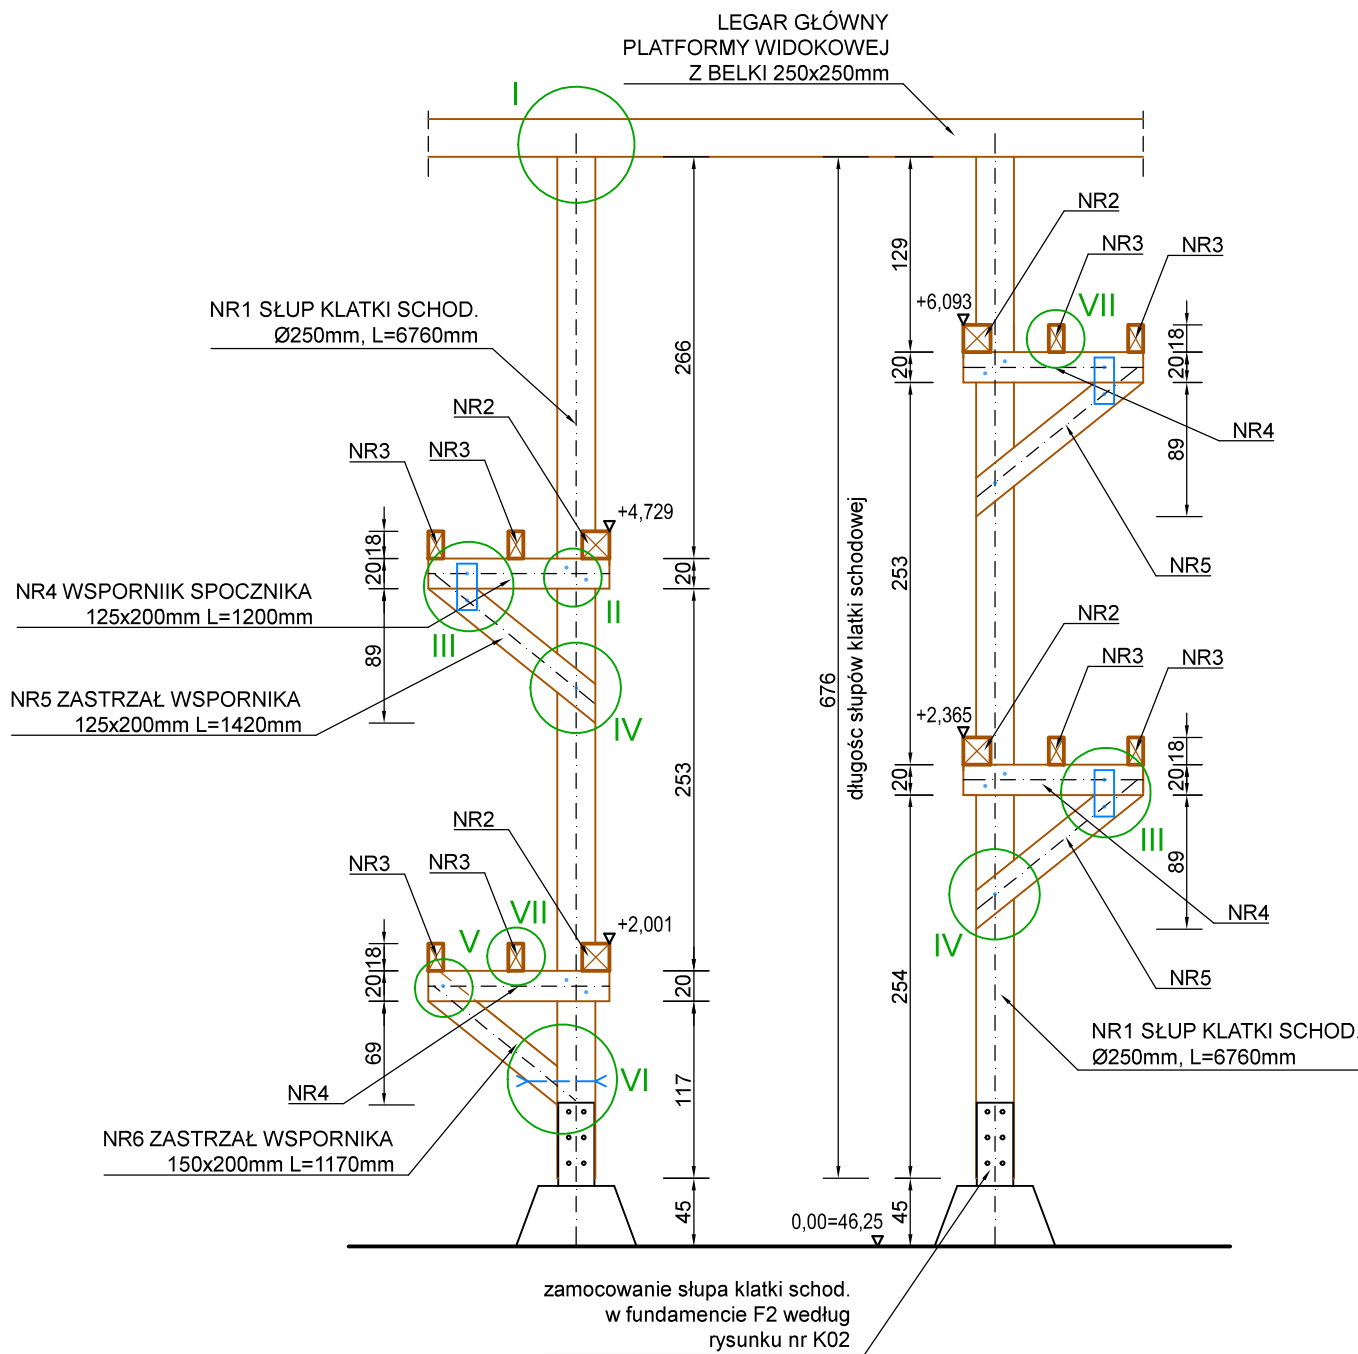 LEGAR GŁÓWNY
PLATFORMY WIDOKOWEJ
Z BELKI 250x250mm
I
NR2
NR3
NR3
129
+6,093
VII
NR1 SŁUP KLATKI SCHOD.
Ø250mm, L=6760mm
266
18
20
20
NR2
NR4
NR3
NR3
89
+4,729
długośc słupów klatki schodowej
18
20
20
253
NR5
NR4 WSPORNIIK SPOCZNIKA
125x200mm L=1200mm
II
III
NR2
89
NR3
NR3
676
NR5 ZASTRZAŁ WSPORNIKA
125x200mm L=1420mm
+2,365
IV
18
253
20
20
NR2
III
NR3
NR3
89
VII
+2,001
NR4
V
IV
18
20
20
254
NR5
NR1 SŁUP KLATKI SCHOD.
Ø250mm, L=6760mm
69
VI
117
NR4
NR6 ZASTRZAŁ WSPORNIKA
150x200mm L=1170mm
45
0,00=46,25
45
zamocowanie słupa klatki schod.
w fundamencie F2 według
rysunku nr K02